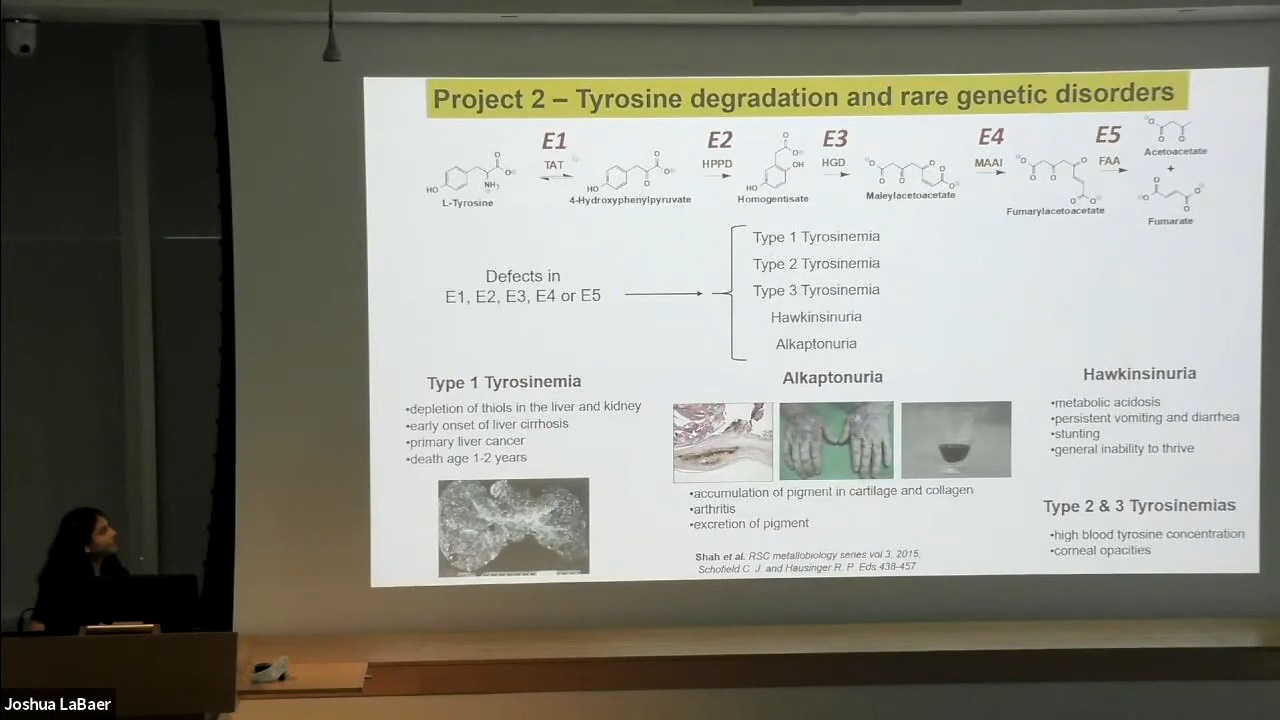 Project 2 – Tyrosine degradation and rare genetic disorders
E1 E2 E3 E4 E5
TAT HPPD HGD MAAI FAA
L-Tyrosine
4-Hydroxyphenylpyruvate
Homogentisate
Maleylacetoacetate
Fumarylacetoacetate
Acetoacetate
+
Fumarate
Defects in
E1, E2, E3, E4 or E5
Type 1 Tyrosinemia
Type 2 Tyrosinemia
Type 3 Tyrosinemia
Hawkinsinuria
Alkaptonuria
Type 1 Tyrosinemia
•depletion of thiols in the liver and kidney
•early onset of liver cirrhosis
•primary liver cancer
•death age 1-2 years
Alkaptonuria
•accumulation of pigment in cartilage and collagen
•arthritis
•excretion of pigment
Shah et al. RSC metallobiology series vol 3, 2015,
Schofield C. J. and Hausinger R. P. Eds 438-457
Hawkinsinuria
•metabolic acidosis
•persistent vomiting and diarrhea
•stunting
•general inability to thrive
Type 2 & 3 Tyrosinemias
•high blood tyrosine concentration
•corneal opacities
Joshua LaBaer